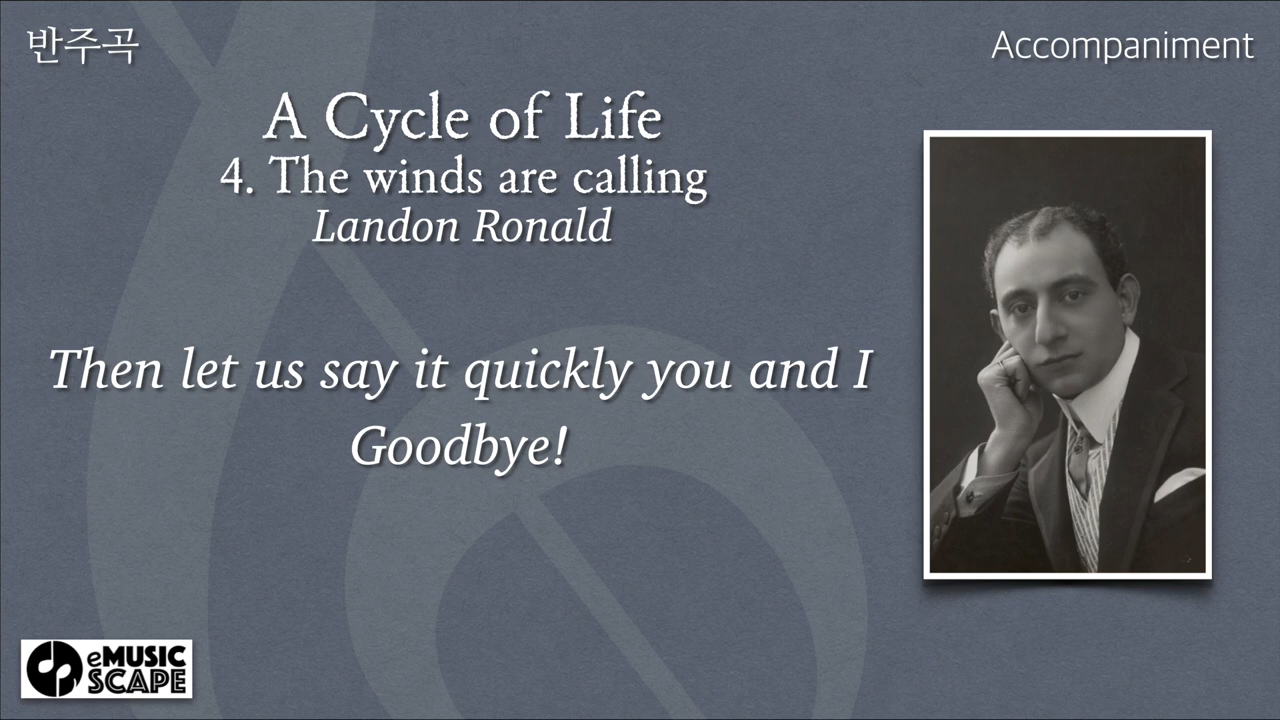 반주곡
Accompaniment
A Cycle of Life
4. The winds are calling
Landon Ronald
Then let us say it quickly you and I
Goodbye!
eMUSIC
SCAPE